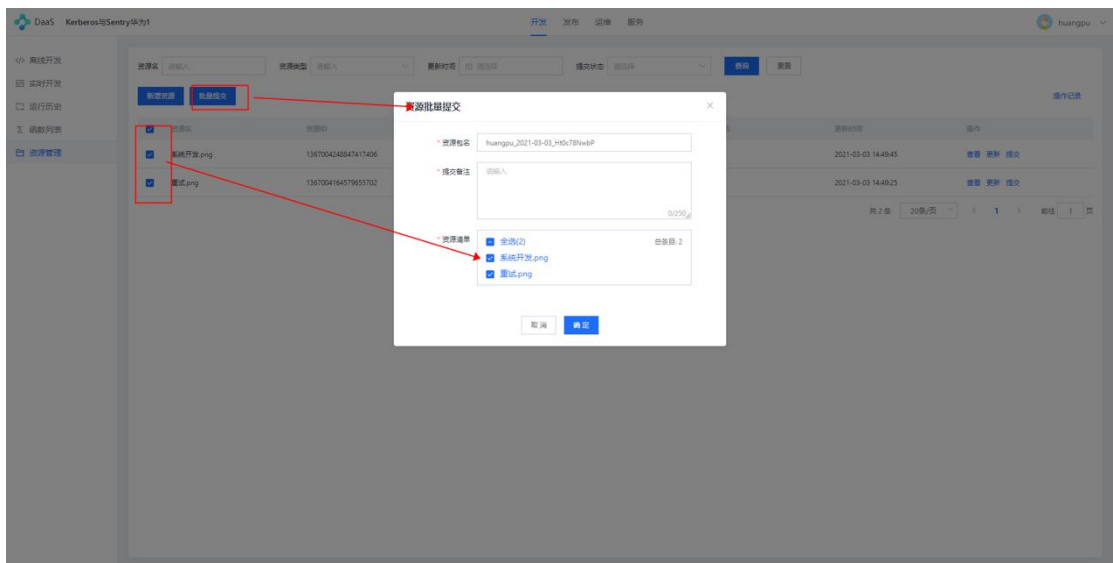 DaaS Kerberos与Sentry华为1 开发 发布 运维 服务 huangpu
离线开发
实时开发
运行历史
函数列表
资源管理
资源名 请输入 资源类型 请输入 更新时间 请选择 提交状态 请选择 查询 重置
新增资源 批量提交 操作记录
资源名 资源ID 更新时间 操作
系统开发.png 1367004248847417406 2021-03-03 14:49:45 查看 更新 提交
重试.png 1367004164579655702 2021-03-03 14:49:25 查看 更新 提交
共 2 条 20条/页 1 前往 1 页
资源批量提交
* 资源包名 huangpu_2021-03-03_Ht0c78NwbP
* 提交备注 请输入
0/250
* 资源清单 全选(2) 总条目: 2
系统开发.png
重试.png
取 消 确 定